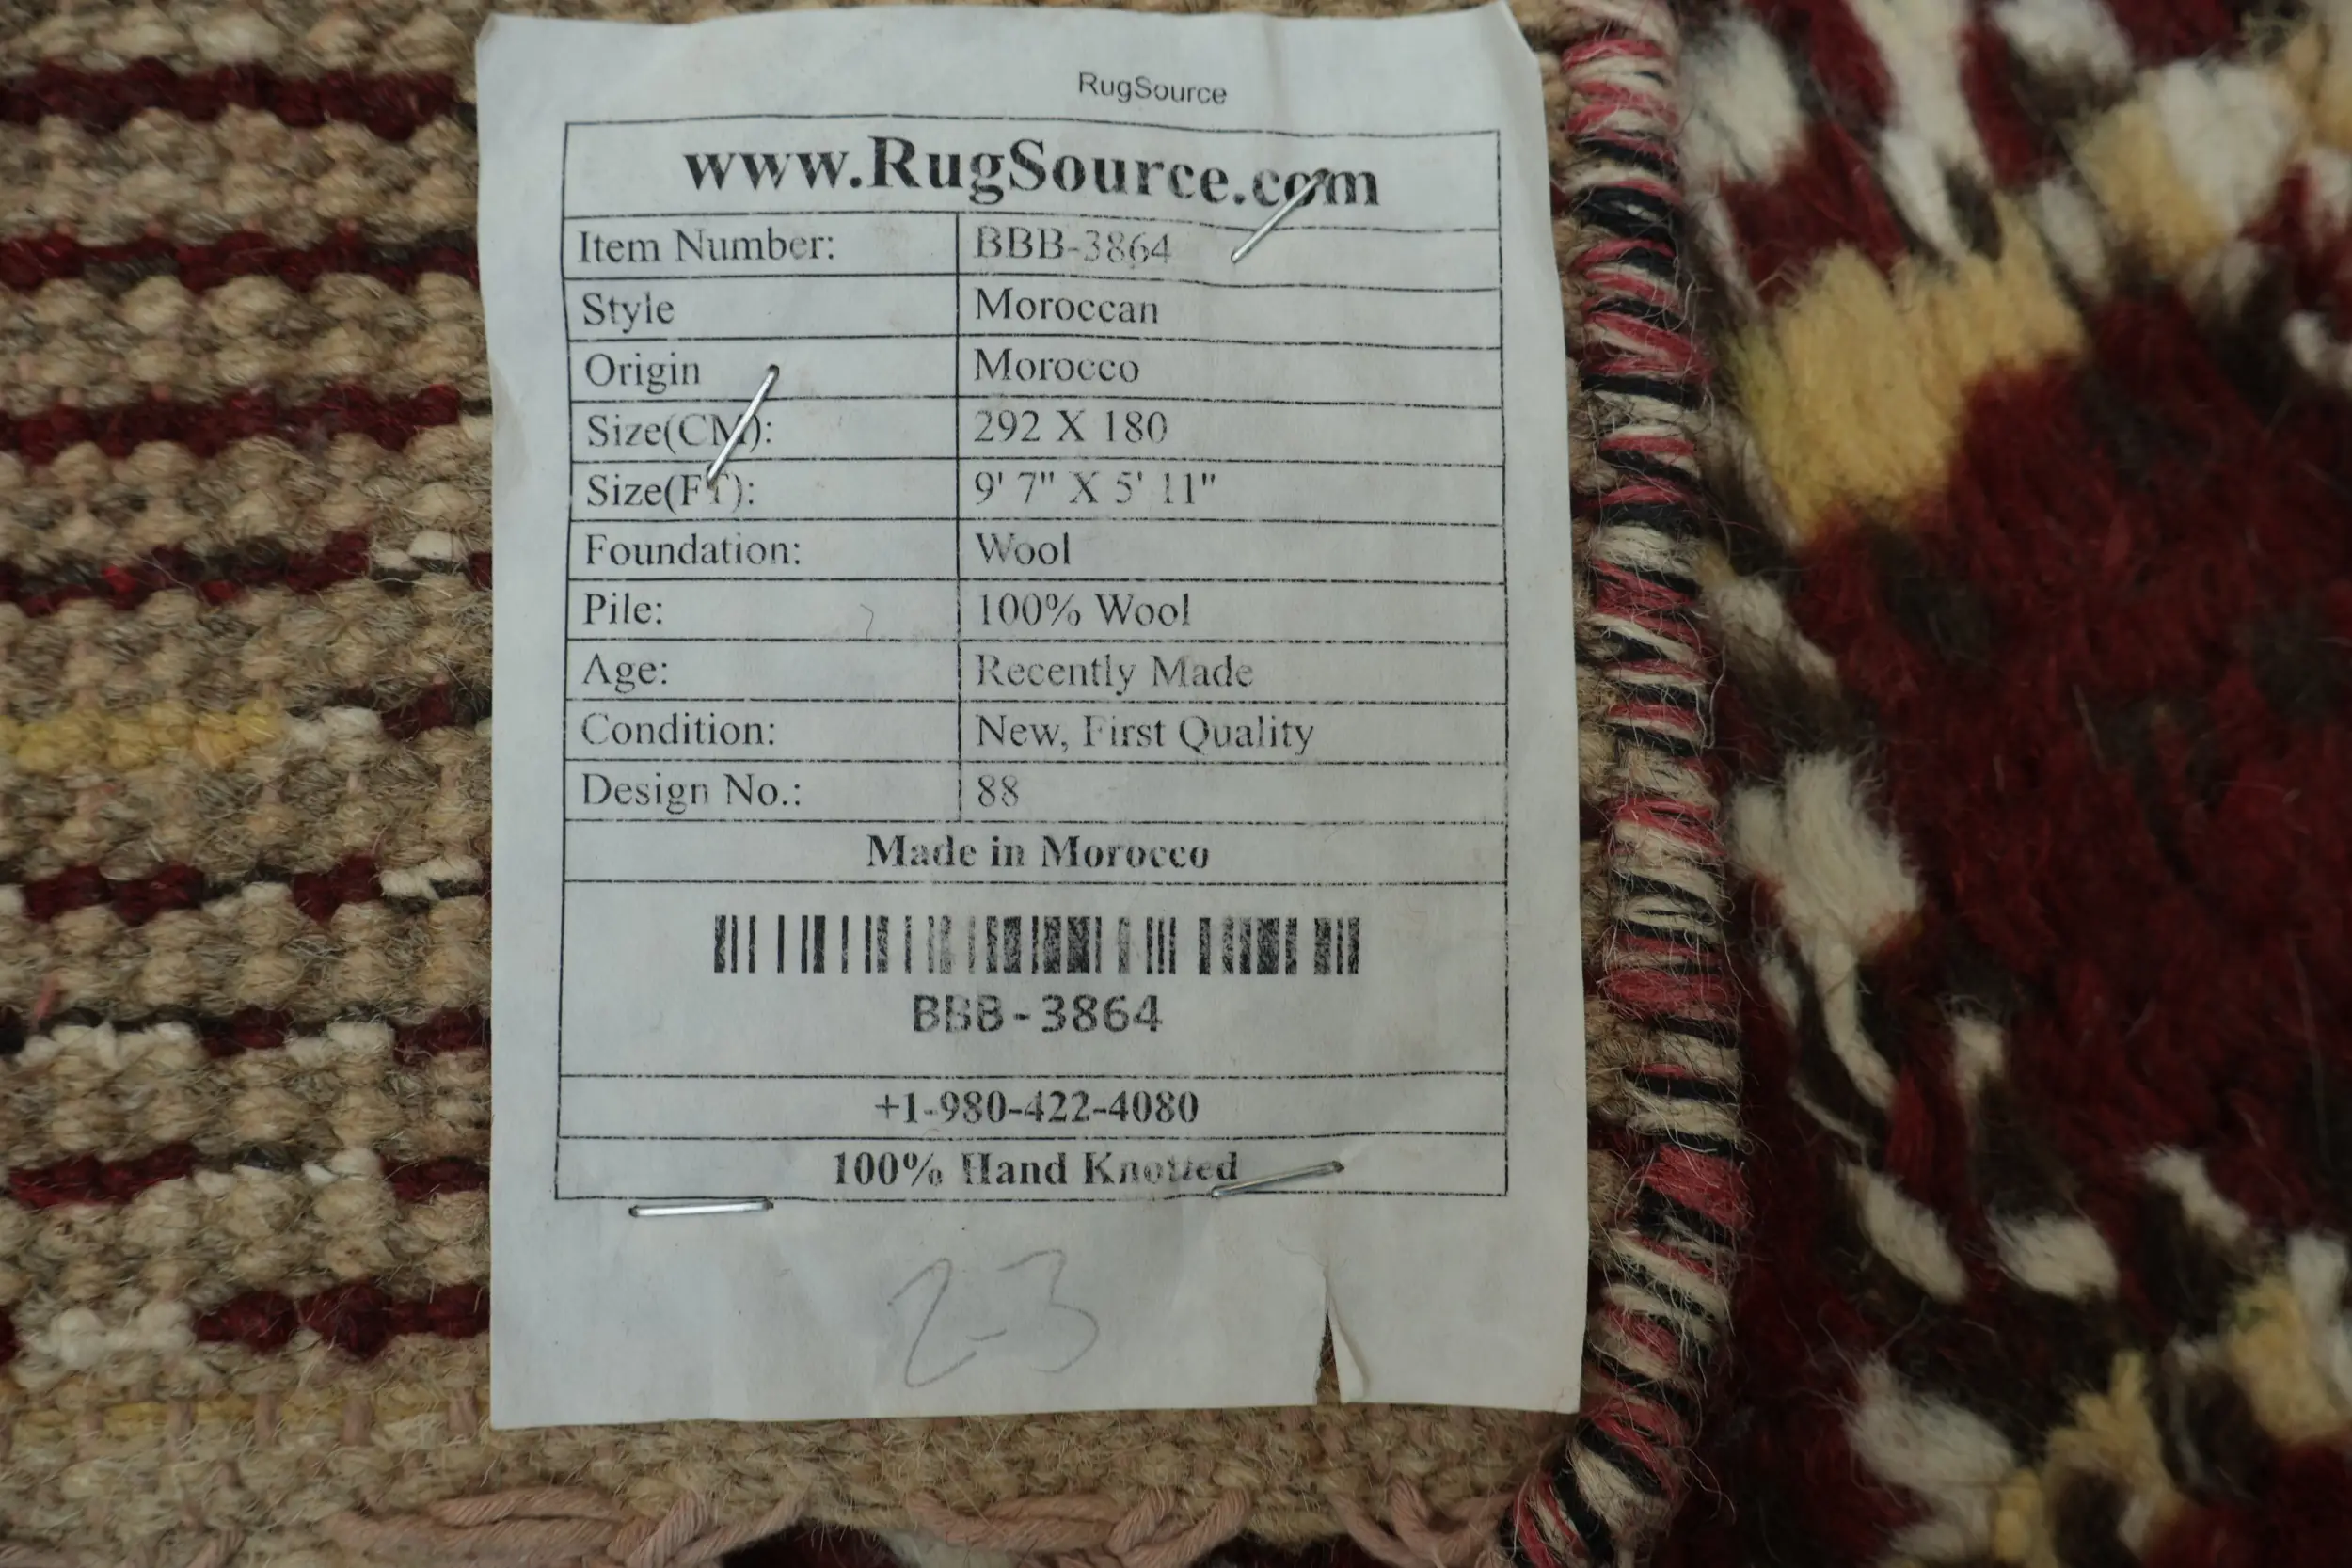 RugSource
www.RugSource.com
Item Number: BBB-3864
Style Moroccan
Origin Morocco
Size(CM): 292 X 180
Size(FT): 9' 7" X 5' 11"
Foundation: Wool
Pile: 100% Wool
Age: Recently Made
Condition: New, First Quality
Design No.: 88
Made in Morocco
BBB-3864
+1-980-422-4080
100% Hand Knotted
2-3